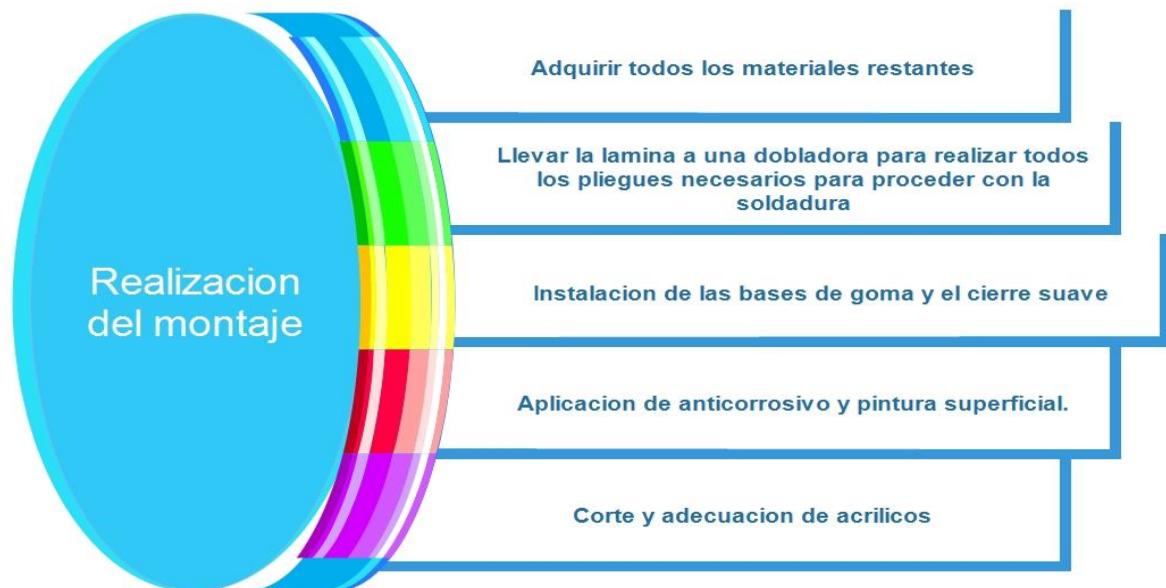 Realizacion
del montaje
Adquirir todos los materiales restantes
Llevar la lamina a una dobladora para realizar todos
los pliegues necesarios para proceder con la
soldadura
Instalacion de las bases de goma y el cierre suave
Aplicacion de anticorrosivo y pintura superficial.
Corte y adecuacion de acrilicos